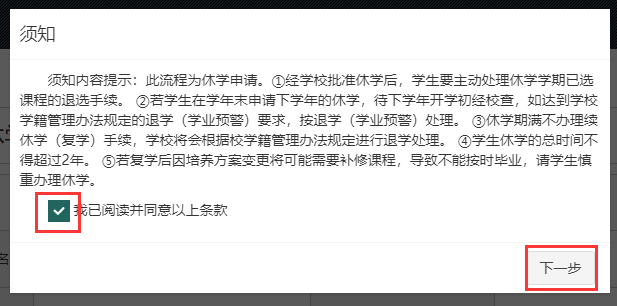 须知
须知内容提示：此流程为休学申请。①经学校批准休学后，学生要主动处理休学学期已选
课程的退选手续。 ②若学生在学年末申请下学年的休学，待下学年开学初经校查，如达到学校
学籍管理办法规定的退学（学业预警）要求，按退学（学业预警）处理。 ③休学期满不办理续
休学（复学）手续，学校将会根据校学籍管理办法规定进行退学处理。 ④学生休学的总时间不
得超过2年。 ⑤若复学后因培养方案变更将可能需要补修课程，导致不能按时毕业，请学生慎
重办理休学。
我已阅读并同意以上条款
下一步
名